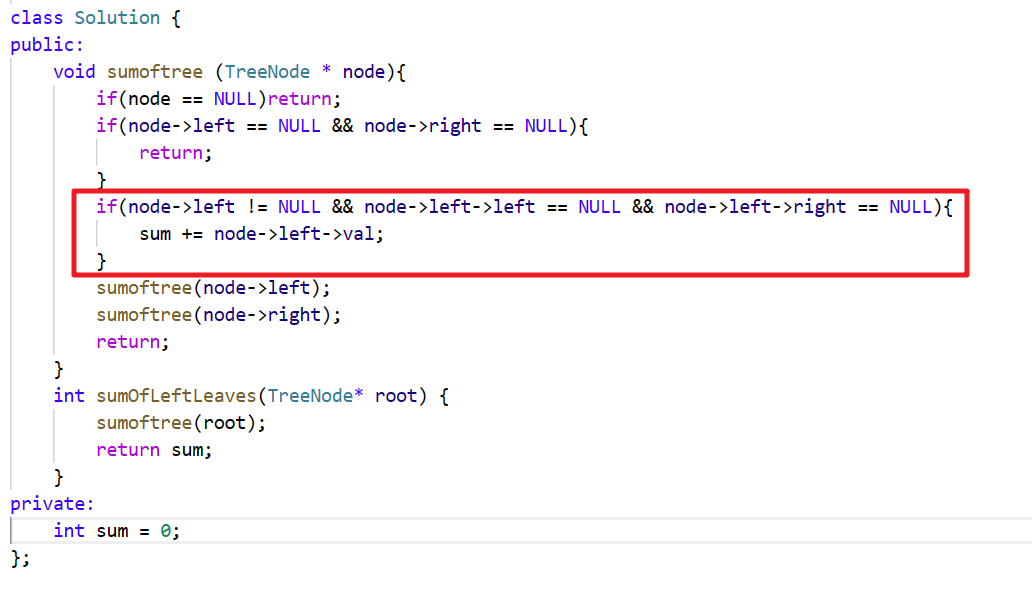 class Solution {
public:
    void sumoftree (TreeNode * node){
        if(node == NULL)return;
        if(node->left == NULL && node->right == NULL){
            return;
        }
        if(node->left != NULL && node->left->left == NULL && node->left->right == NULL){
            sum += node->left->val;
        }
        sumoftree(node->left);
        sumoftree(node->right);
        return;
    }
    int sumOfLeftLeaves(TreeNode* root) {
        sumoftree(root);
        return sum;
    }
private:
    int sum = 0;
};